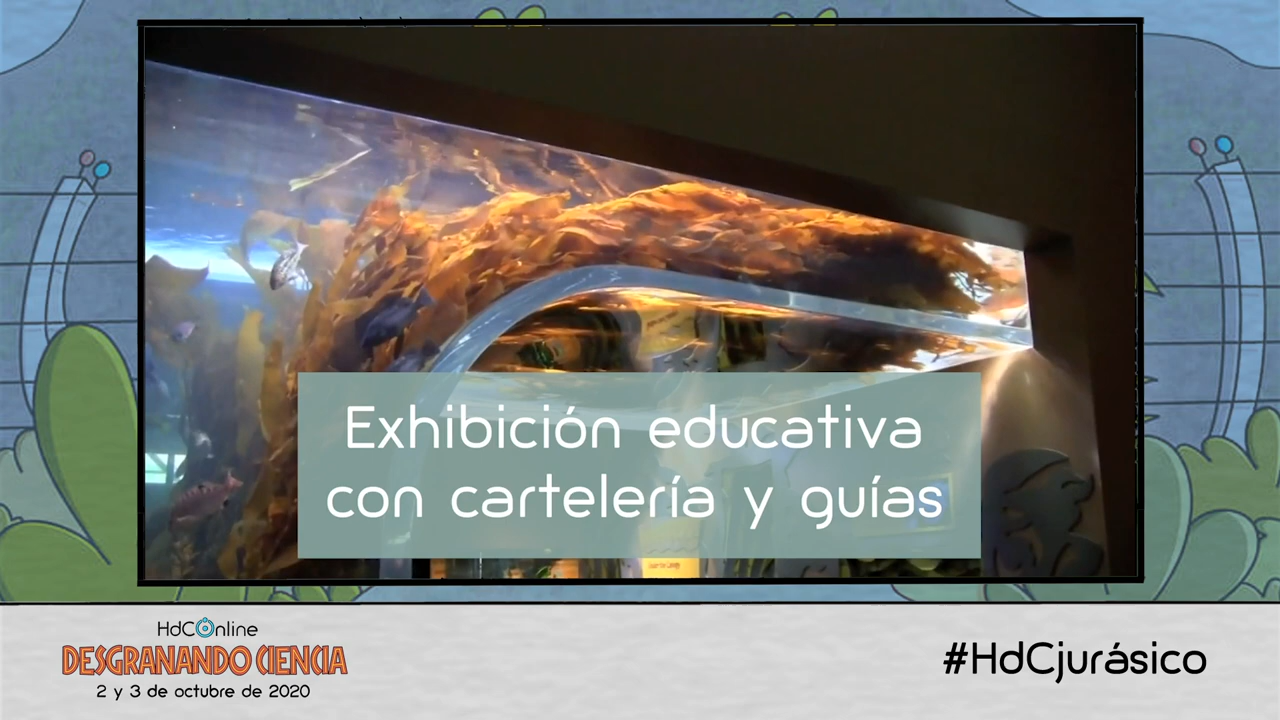 Exhibición educativa
con cartelería y guías
HdCOnline
DESGRANANDO CIENCIA
2 y 3 de octubre de 2020
#HdCjurásico